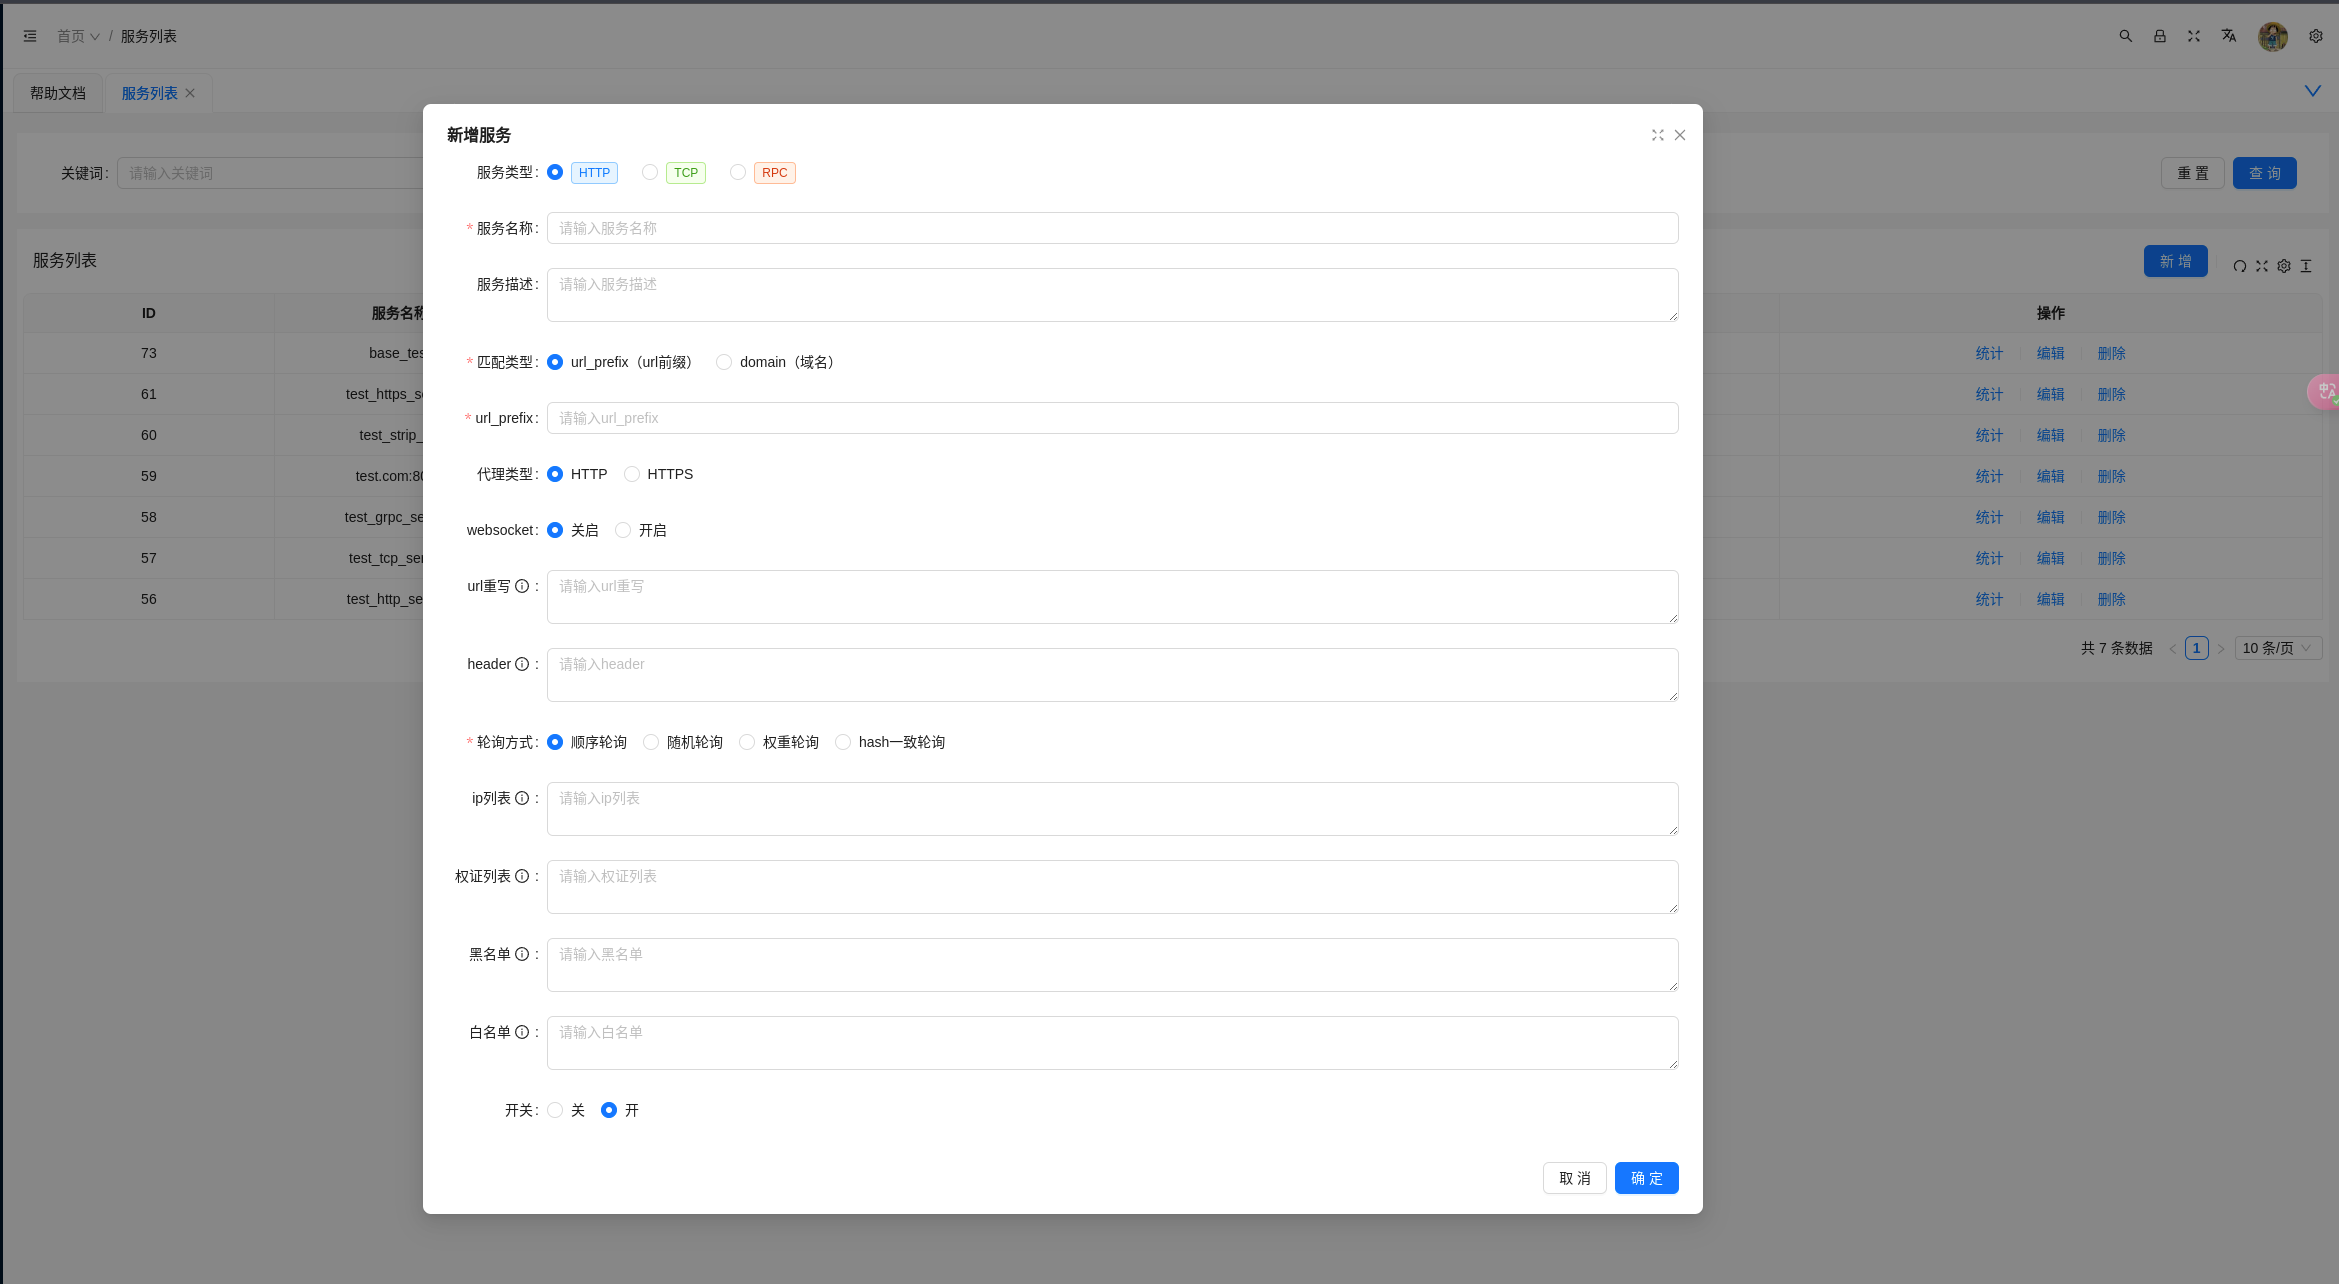 首页 / 服务列表
帮助文档 服务列表
关键词: 请输入关键词 重 置 查 询
服务列表 新 增
ID 服务名称 操作
73 base_tes 统计 编辑 删除
61 test_https_s 统计 编辑 删除
60 test_strip_ 统计 编辑 删除
59 test.com:80 统计 编辑 删除
58 test_grpc_se 统计 编辑 删除
57 test_tcp_se 统计 编辑 删除
56 test_http_se 统计 编辑 删除
共 7 条数据 1 10 条/页
新增服务
服务类型: HTTP TCP RPC
* 服务名称: 请输入服务名称
服务描述: 请输入服务描述
* 匹配类型: url_prefix（url前缀） domain（域名）
* url_prefix: 请输入url_prefix
代理类型: HTTP HTTPS
websocket: 关启 开启
url重写 : 请输入url重写
header : 请输入header
* 轮询方式: 顺序轮询 随机轮询 权重轮询 hash一致轮询
ip列表 : 请输入ip列表
权证列表 : 请输入权证列表
黑名单 : 请输入黑名单
白名单 : 请输入白名单
开关: 关 开
取 消 确 定